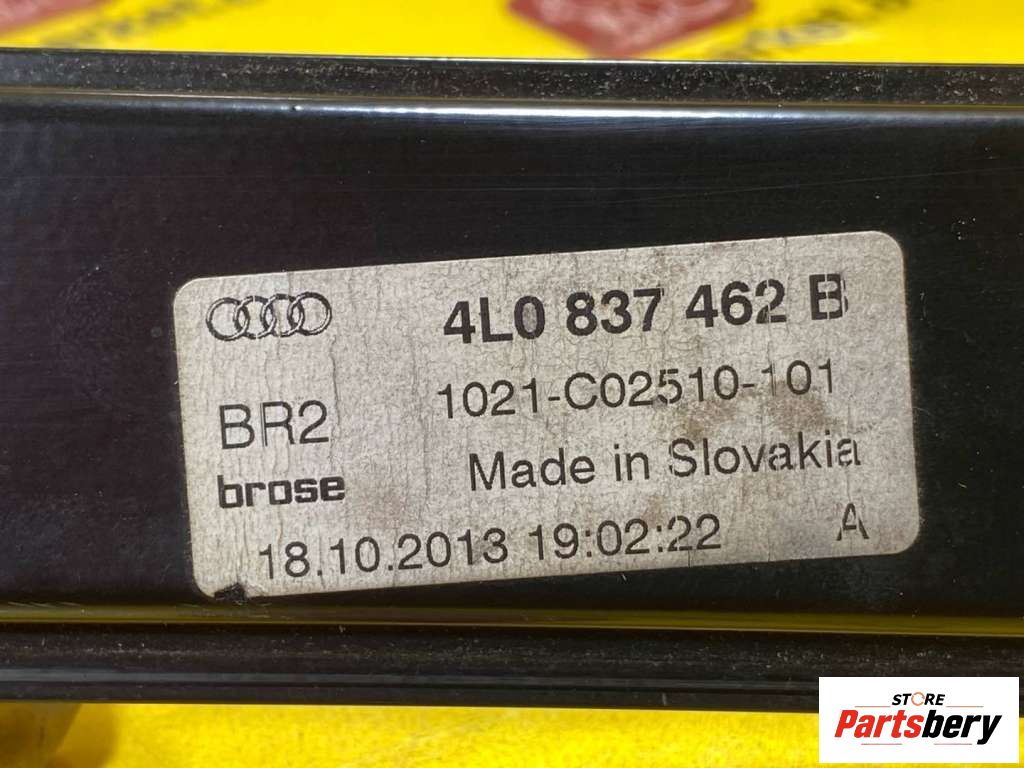 4L0 837 462 B
1021-C02510-101
BR2
Made in Slovakia
brose
18.10.2013 19:02:22 A
STORE
Partsbery